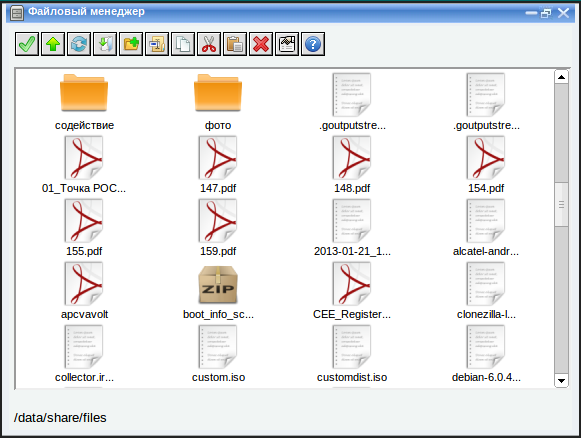 Файловый менеджер
содействие
фото
.goutputstre...
.goutputstre...
01_Точка РОС...
147.pdf
148.pdf
154.pdf
155.pdf
159.pdf
2013-01-21_1...
alcatel-andr...
apcvavolt
ZIP
boot_info_sc...
CEE_Register...
clonezilla-l...
collector.ir...
custom.iso
customdist.iso
debian-6.0.4...
/data/share/files